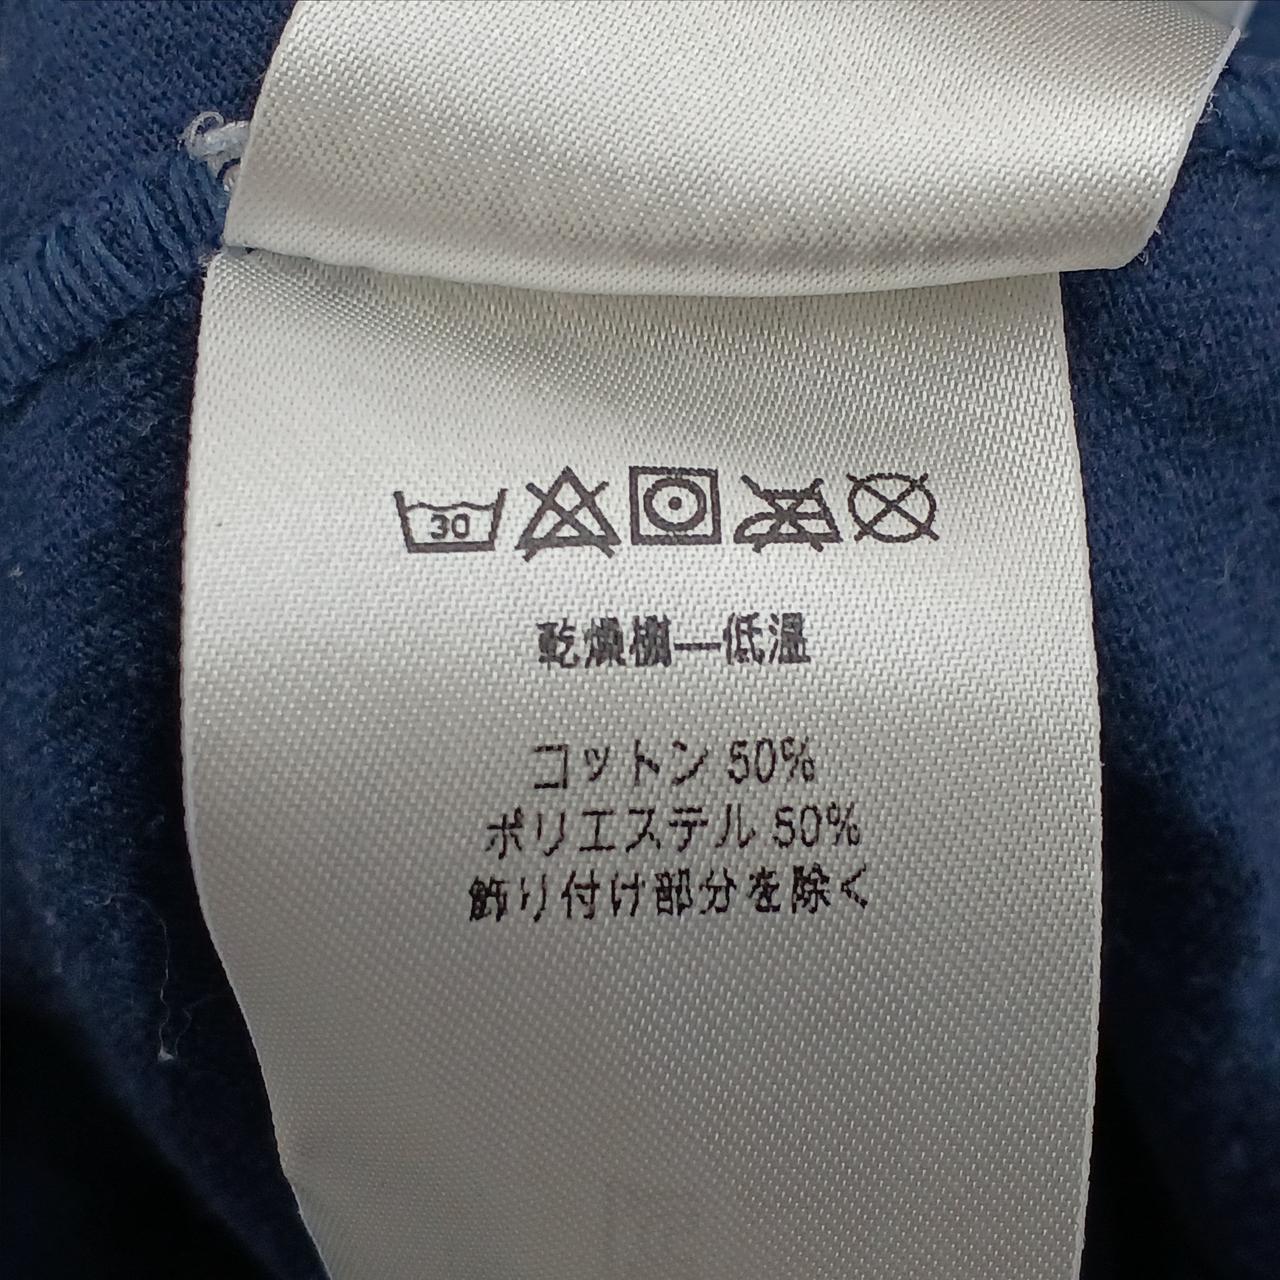 30
乾燥機—低温
コットン 50%
ポリエステル 50%
飾り付け部分を除く